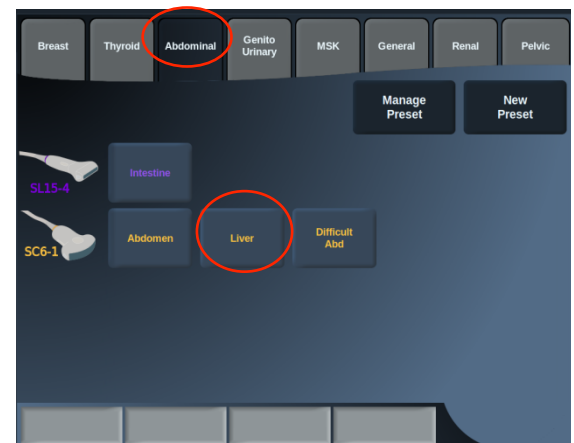 Breast
Thyroid
Abdominal
Genito
Urinary
MSK
General
Renal
Pelvic
Manage
Preset
New
Preset
SL15-4
Intestine
SC6-1
Abdomen
Liver
Difficult
Abd